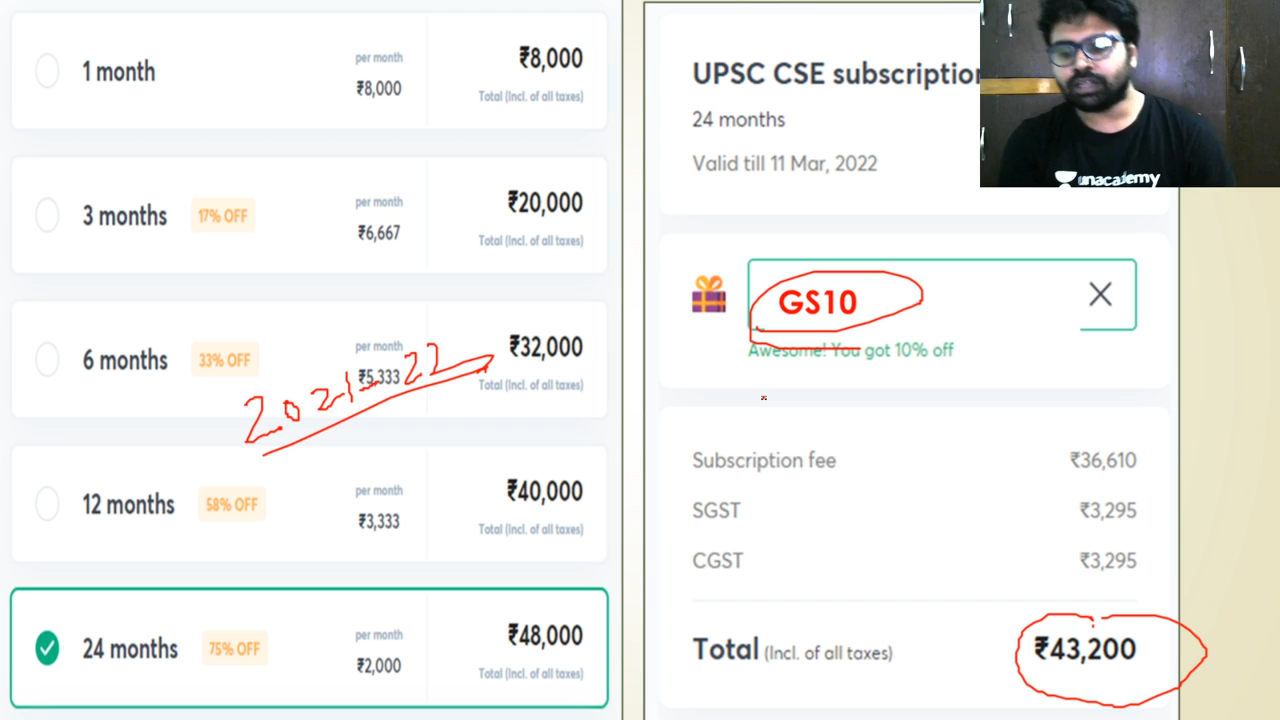 1 month
per month
₹8,000
₹8,000
Total (Incl. of all taxes)
3 months
17% OFF
per month
₹6,667
₹20,000
Total (Incl. of all taxes)
6 months
33% OFF
per month
₹5,333
₹32,000
Total (Incl. of all taxes)
2021-22
12 months
58% OFF
per month
₹3,333
₹40,000
Total (Incl. of all taxes)
24 months
75% OFF
per month
₹2,000
₹48,000
Total (Incl. of all taxes)
UPSC CSE subscription
24 months
Valid till 11 Mar, 2022
unacademy
GS10
Awesome! You got 10% off
Subscription fee ₹36,610
SGST ₹3,295
CGST ₹3,295
Total (Incl. of all taxes) ₹43,200